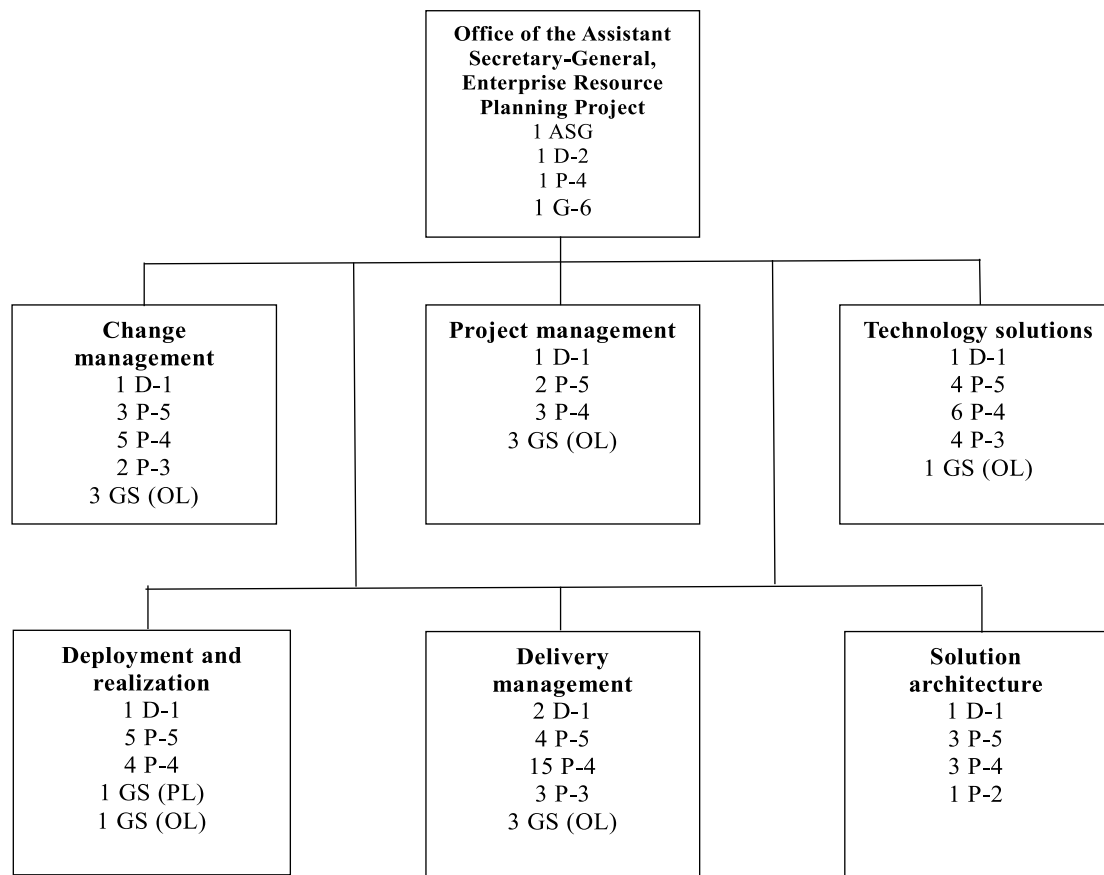 Office of the Assistant
Secretary-General,
Enterprise Resource
Planning Project
1 ASG
1 D-2
1 P-4
1 G-6
Change
management
1 D-1
3 P-5
5 P-4
2 P-3
3 GS (OL)
Project management
1 D-1
2 P-5
3 P-4
3 GS (OL)
Technology solutions
1 D-1
4 P-5
6 P-4
4 P-3
1 GS (OL)
Deployment and
realization
1 D-1
5 P-5
4 P-4
1 GS (PL)
1 GS (OL)
Delivery
management
2 D-1
4 P-5
15 P-4
3 P-3
3 GS (OL)
Solution
architecture
1 D-1
3 P-5
3 P-4
1 P-2